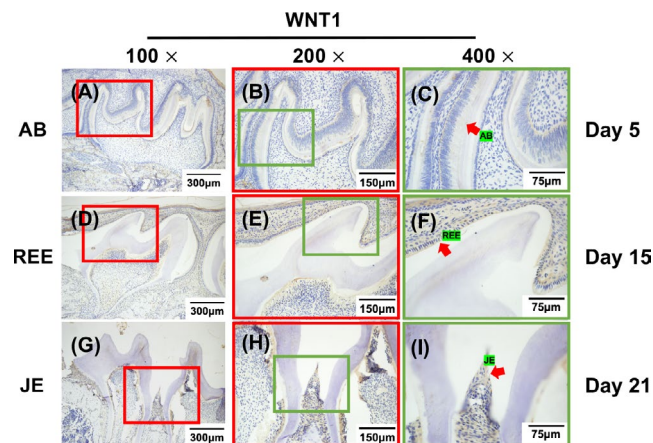 WNT1
100 × 200 × 400 ×
AB (A) 300μm (B) 150μm (C) AB 75μm Day 5
REE (D) 300μm (E) 150μm (F) REE 75μm Day 15
JE (G) 300μm (H) 150μm (I) JE 75μm Day 21